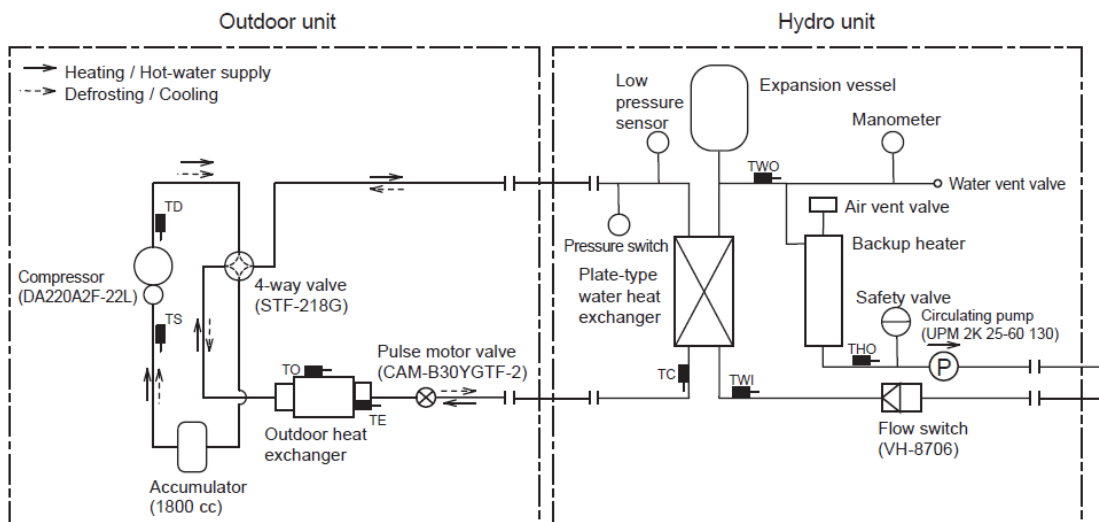 Outdoor unit
Hydro unit
Heating / Hot-water supply
Defrosting / Cooling
Low
pressure
sensor
Expansion vessel
Manometer
TWO
Water vent valve
Air vent valve
TD
Pressure switch
Backup heater
Compressor
(DA220A2F-22L)
4-way valve
(STF-218G)
Plate-type
water heat
exchanger
Safety valve
Circulating pump
(UPM 2K 25-60 130)
TS
Pulse motor valve
(CAM-B30YGTF-2)
THO
P
TO
TC
TWI
TE
Outdoor heat
exchanger
Flow switch
(VH-8706)
Accumulator
(1800 cc)